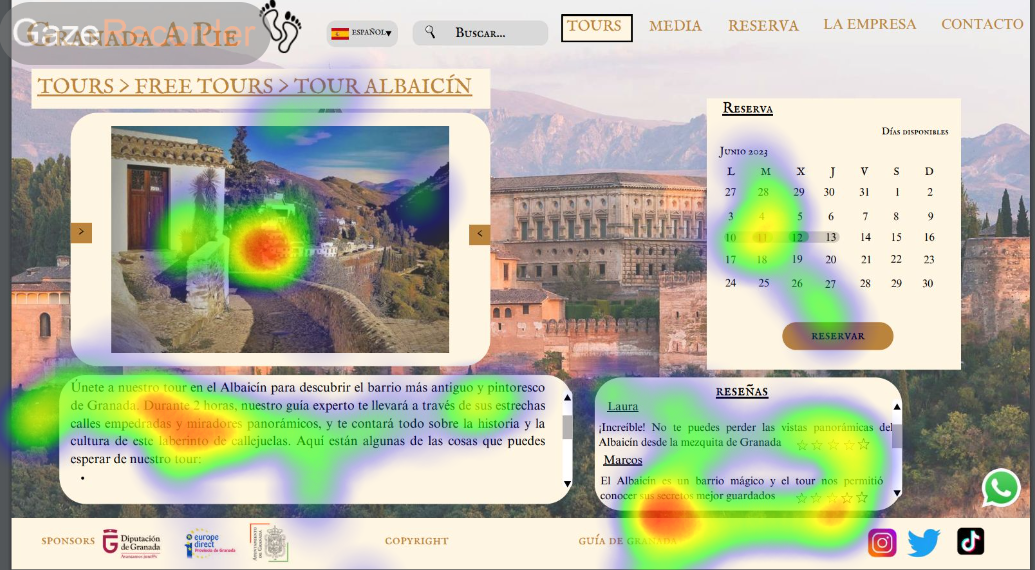 GazeRecorder
GRANADA A PIE
ESPAÑOL
BUSCAR...
TOURS
MEDIA
RESERVA
LA EMPRESA
CONTACTO
TOURS > FREE TOURS > TOUR ALBAICÍN
>
<
RESERVA
DÍAS DISPONIBLES
JUNIO 2023
L M X J V S D
27 28 29 30 31 1 2
3 4 5 6 7 8 9
10 11 12 13 14 15 16
17 18 19 20 21 22 23
24 25 26 27 28 29 30
RESERVAR
Únete a nuestro tour en el Albaicín para descubrir el barrio más antiguo y pintoresco
de Granada. Durante 2 horas, nuestro guía experto te llevará a través de sus estrechas
calles empedradas y miradores panorámicos, y te contará todo sobre la historia y la
cultura de este laberinto de callejuelas. Aquí están algunas de las cosas que puedes
esperar de nuestro tour:
RESEÑAS
Laura
¡Increíble! No te puedes perder las vistas panorámicas del
Albaicín desde la mezquita de Granada
Marcos
El Albaicín es un barrio mágico y el tour nos permitió
conocer sus secretos mejor guardados
SPONSORS
Diputación
de Granada
europe
direct
Provincia de Granada
AYUNTAMIENTO
DE GRANADA
COPYRIGHT
GUÍA DE GRANADA